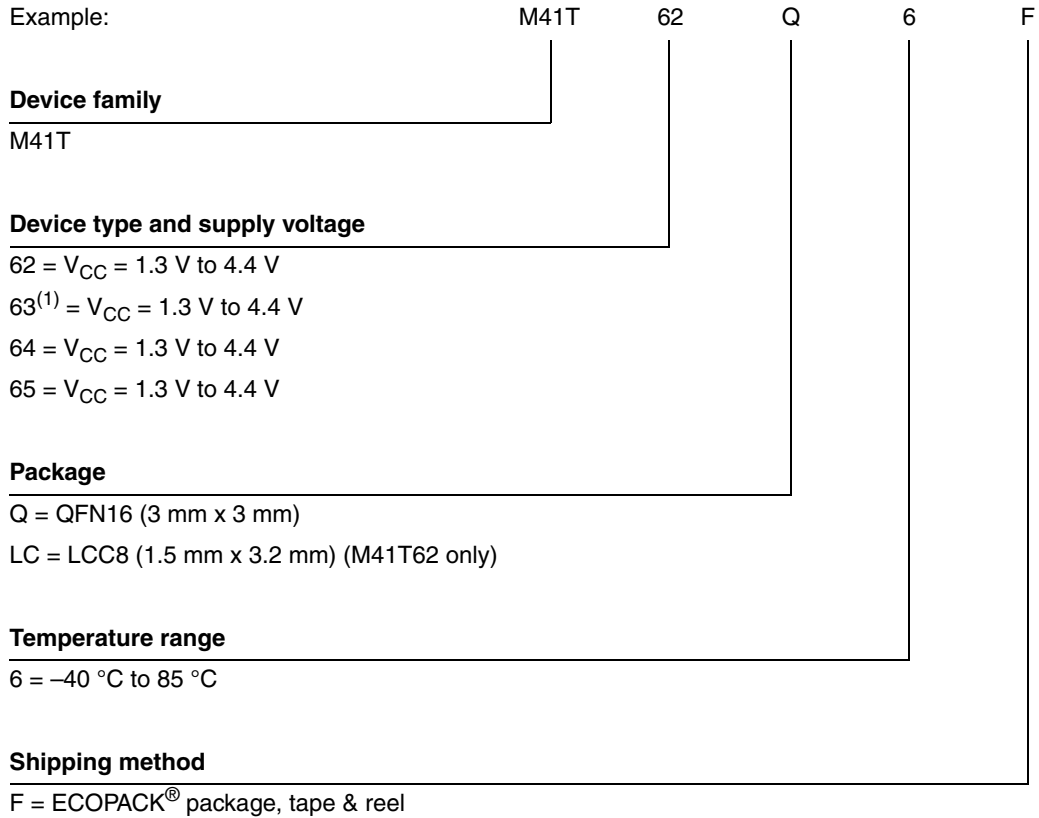 Example: M41T 62 Q 6 F
Device family
M41T
Device type and supply voltage
62 = VCC = 1.3 V to 4.4 V
63(1) = VCC = 1.3 V to 4.4 V
64 = VCC = 1.3 V to 4.4 V
65 = VCC = 1.3 V to 4.4 V
Package
Q = QFN16 (3 mm x 3 mm)
LC = LCC8 (1.5 mm x 3.2 mm) (M41T62 only)
Temperature range
6 = –40 °C to 85 °C
Shipping method
F = ECOPACK® package, tape & reel